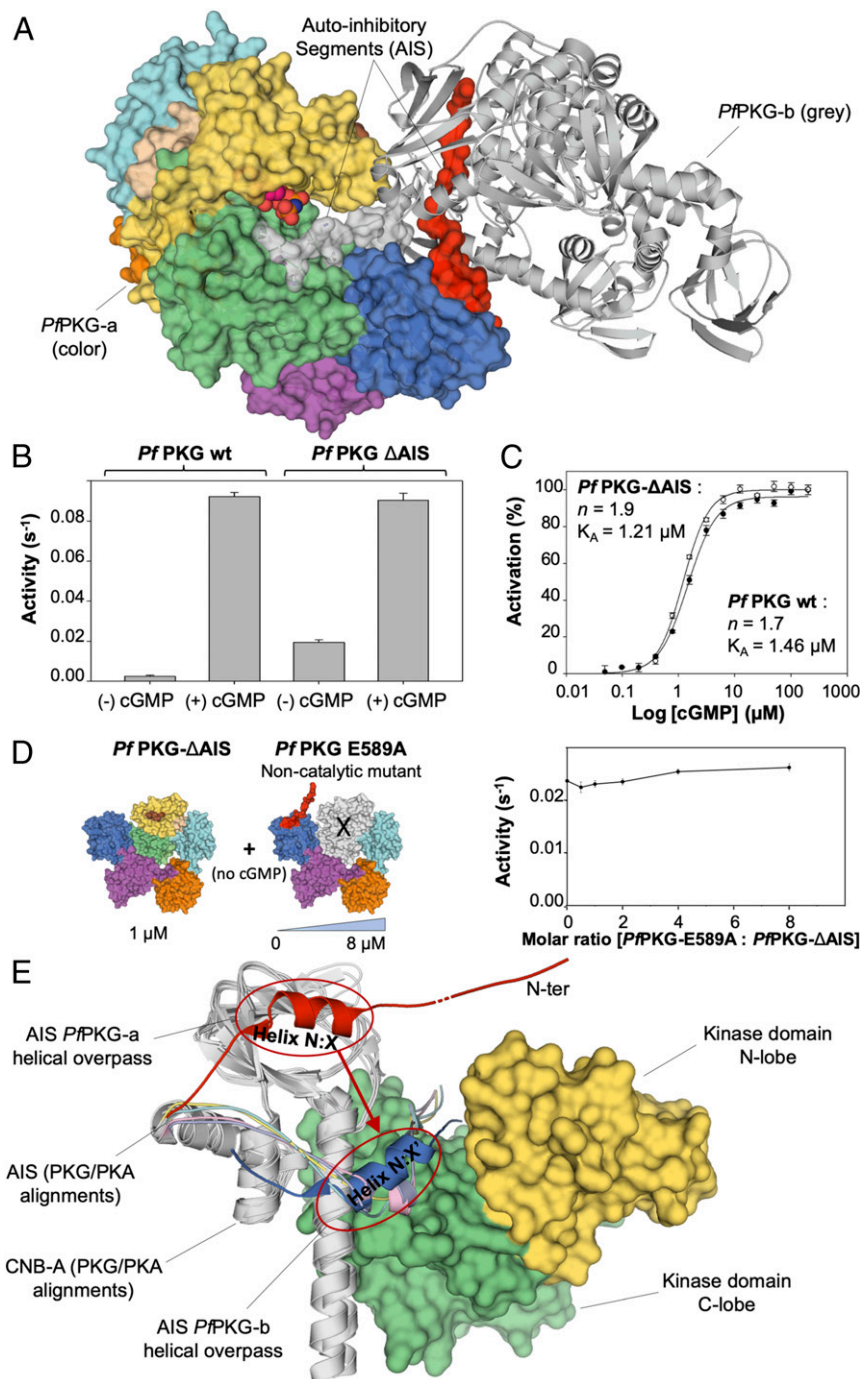 A
Auto-inhibitory
Segments (AIS)
PfPKG-b (grey)
PfPKG-a
(color)
B
Pf PKG wt
Pf PKG ΔAIS
Activity (s⁻¹)
0.08
0.06
0.04
0.02
0.00
(-) cGMP
(+) cGMP
(-) cGMP
(+) cGMP
C
Activation (%)
100
80
60
40
20
0
Pf PKG-ΔAIS :
n = 1.9
K_A = 1.21 µM
Pf PKG wt :
n = 1.7
K_A = 1.46 µM
0.01
0.1
1
10
100
1000
Log [cGMP] (µM)
D
Pf PKG-ΔAIS
Pf PKG E589A
Non-catalytic mutant
X
+
(no cGMP)
1 µM
0
8 µM
Activity (s⁻¹)
0.02
0.01
0.00
0
2
4
6
8
Molar ratio [PfPKG-E589A : PfPKG-ΔAIS]
E
N-ter
AIS PfPKG-a
helical overpass
Helix N:X
Kinase domain
N-lobe
Helix N:X'
AIS (PKG/PKA
alignments)
CNB-A (PKG/PKA
alignments)
AIS PfPKG-b
helical overpass
Kinase domain
C-lobe